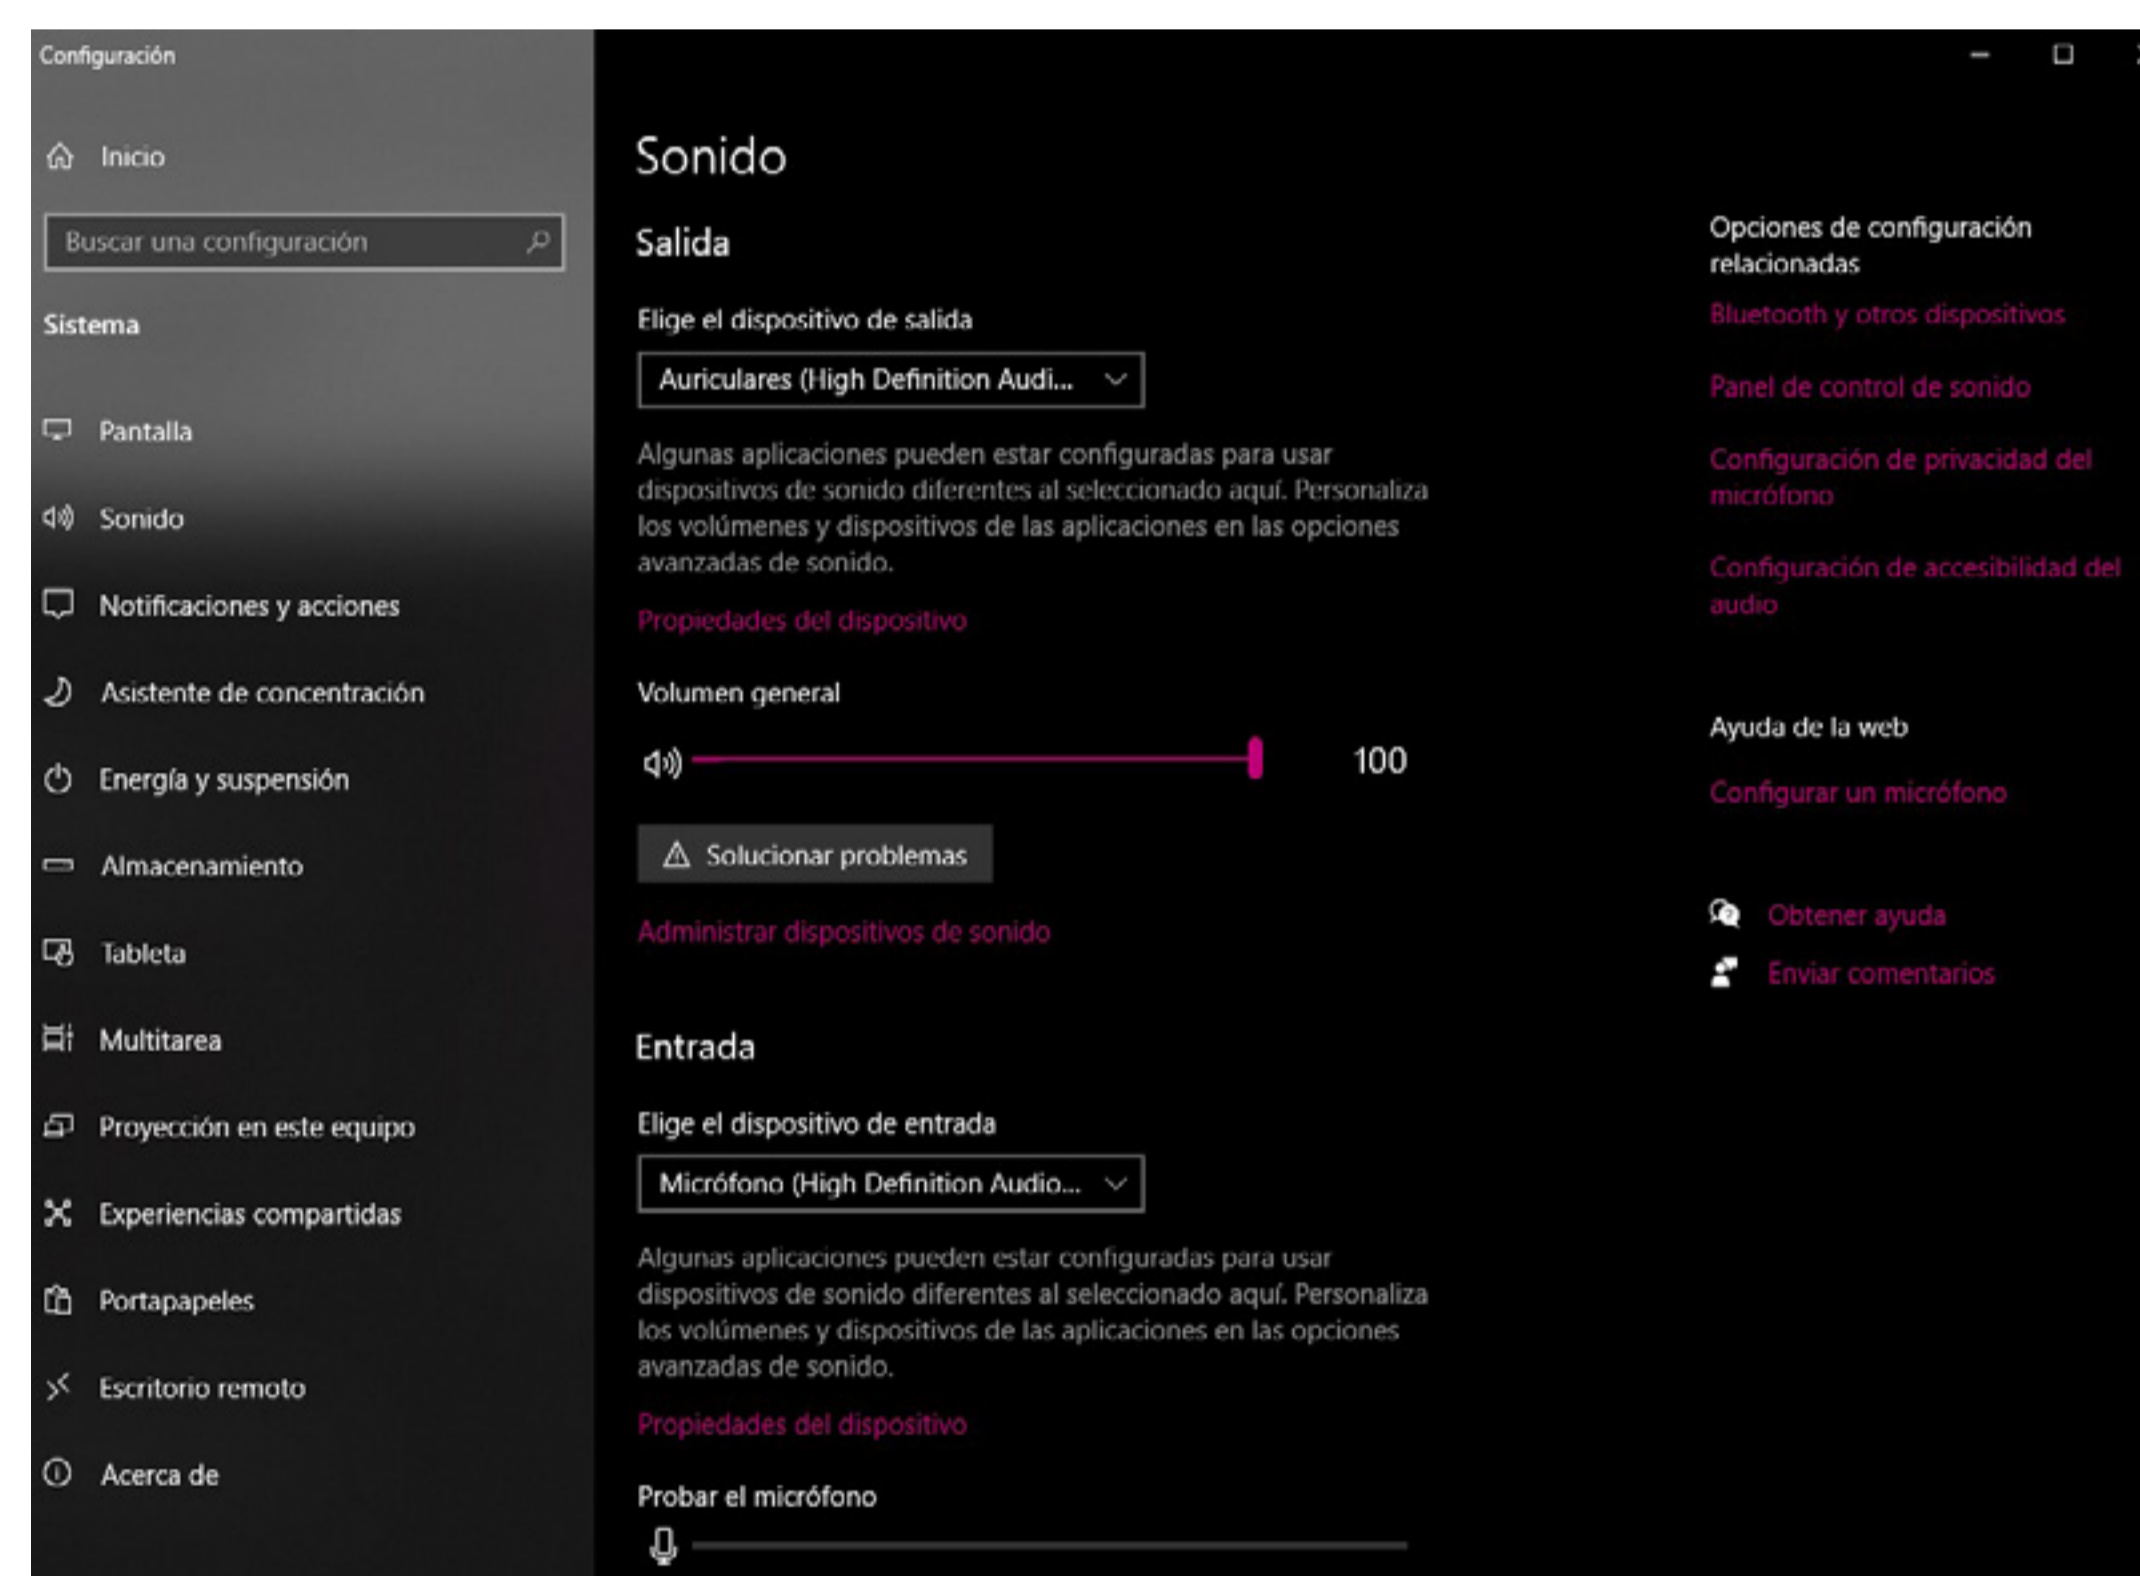 Configuración
Inicio
Buscar una configuración
Sistema
Pantalla
Sonido
Notificaciones y acciones
Asistente de concentración
Energía y suspensión
Almacenamiento
Tableta
Multitarea
Proyección en este equipo
Experiencias compartidas
Portapapeles
Escritorio remoto
Acerca de
Sonido
Salida
Elige el dispositivo de salida
Auriculares (High Definition Audi...
Algunas aplicaciones pueden estar configuradas para usar
dispositivos de sonido diferentes al seleccionado aquí. Personaliza
los volúmenes y dispositivos de las aplicaciones en las opciones
avanzadas de sonido.
Propiedades del dispositivo
Volumen general
100
Solucionar problemas
Administrar dispositivos de sonido
Entrada
Elige el dispositivo de entrada
Micrófono (High Definition Audio...
Algunas aplicaciones pueden estar configuradas para usar
dispositivos de sonido diferentes al seleccionado aquí. Personaliza
los volúmenes y dispositivos de las aplicaciones en las opciones
avanzadas de sonido.
Propiedades del dispositivo
Probar el micrófono
Opciones de configuración
relacionadas
Bluetooth y otros dispositivos
Panel de control de sonido
Configuración de privacidad del
micrófono
Configuración de accesibilidad del
audio
Ayuda de la web
Configurar un micrófono
Obtener ayuda
Enviar comentarios